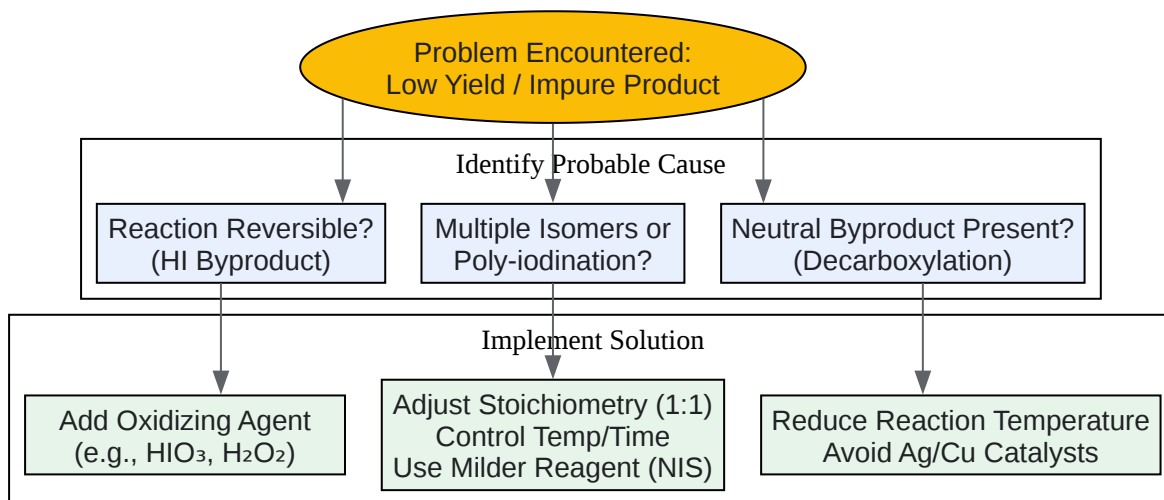 Problem Encountered:
Low Yield / Impure Product
Identify Probable Cause
Reaction Reversible?
(HI Byproduct)
Multiple Isomers or
Poly-iodination?
Neutral Byproduct Present?
(Decarboxylation)
Implement Solution
Add Oxidizing Agent
(e.g., HIO₃, H₂O₂)
Adjust Stoichiometry (1:1)
Control Temp/Time
Use Milder Reagent (NIS)
Reduce Reaction Temperature
Avoid Ag/Cu Catalysts